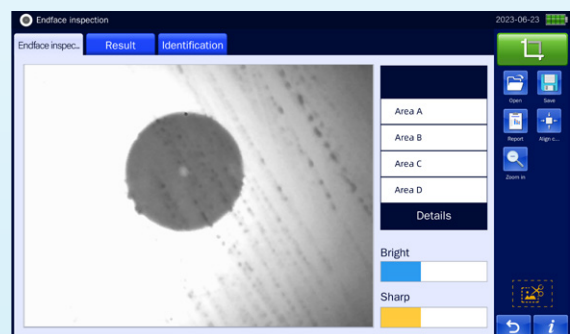 Endface inspection
2023-06-23
Endface inspec..
Result
Identification
Area A
Area B
Area C
Area D
Details
Bright
Sharp
Open
Save
Report
Align c...
Zoom in
i